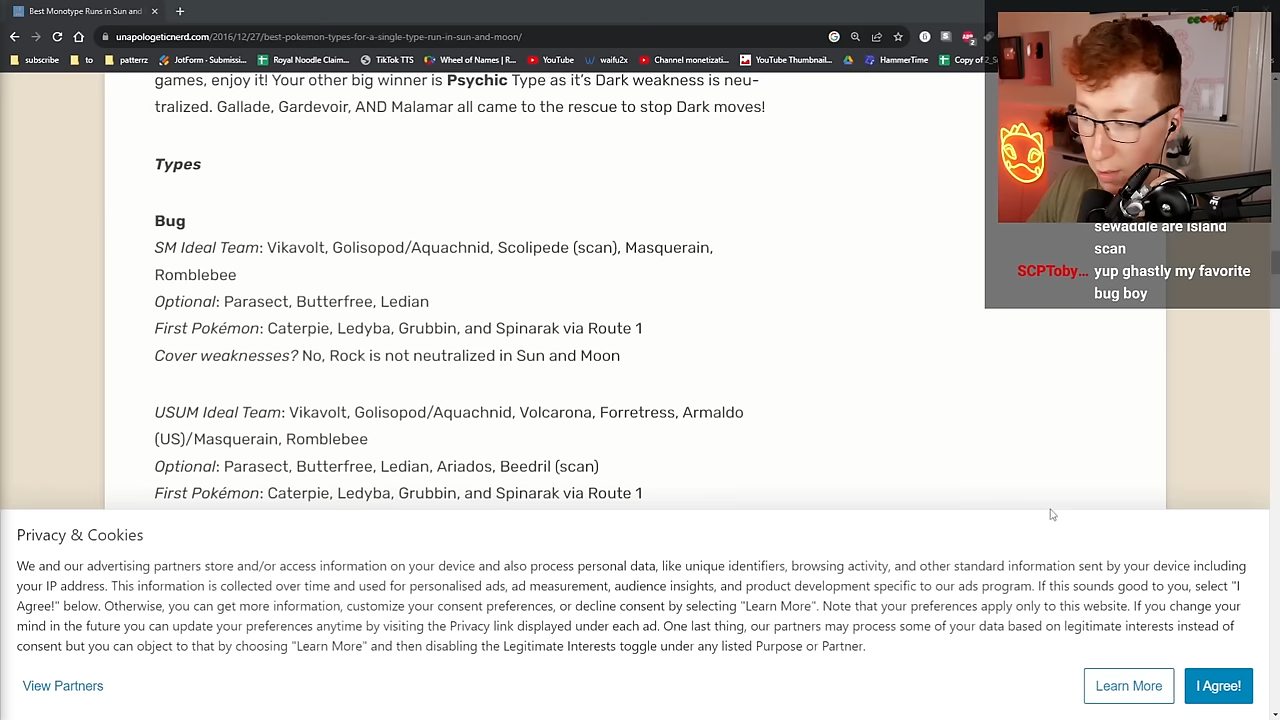 Best Monotype Runs in Sun and
unapologeticnerd.com/2016/12/27/best-pokemon-types-for-a-single-type-run-in-sun-and-moon/
subscribe
to
patterz
JotForm - Submissi...
Royal Noodle Claim...
TikTok TTS
Wheel of Names | R...
YouTube
waifu2x
Channel monetizati...
YouTube Thumbnail...
HammerTime
Copy of
games, enjoy it! Your other big winner is Psychic Type as it's Dark weakness is neu-
tralized. Gallade, Gardevoir, AND Malamar all came to the rescue to stop Dark moves!
Types
Bug
SM Ideal Team: Vikavolt, Golisopod/Aquachnid, Scolipede (scan), Masquerain,
Romblebee
Optional: Parasect, Butterfree, Ledian
First Pokémon: Caterpie, Ledyba, Grubbin, and Spinarak via Route 1
Cover weaknesses? No, Rock is not neutralized in Sun and Moon
USUM Ideal Team: Vikavolt, Golisopod/Aquachnid, Volcarona, Forretress, Armaldo
(US)/Masquerain, Romblebee
Optional: Parasect, Butterfree, Ledian, Ariados, Beedril (scan)
First Pokémon: Caterpie, Ledyba, Grubbin, and Spinarak via Route 1
sewaddle are island
scan
SCPToby... yup ghastly my favorite
bug boy
Privacy & Cookies
We and our advertising partners store and/or access information on your device and also process personal data, like unique identifiers, browsing activity, and other standard information sent by your device including
your IP address. This information is collected over time and used for personalised ads, ad measurement, audience insights, and product development specific to our ads program. If this sounds good to you, select "I
Agree!" below. Otherwise, you can get more information, customize your consent preferences, or decline consent by selecting "Learn More". Note that your preferences apply only to this website. If you change your
mind in the future you can update your preferences anytime by visiting the Privacy link displayed under each ad. One last thing, our partners may process some of your data based on legitimate interests instead of
consent but you can object to that by choosing "Learn More" and then disabling the Legitimate Interests toggle under any listed Purpose or Partner.
View Partners
Learn More
I Agree!